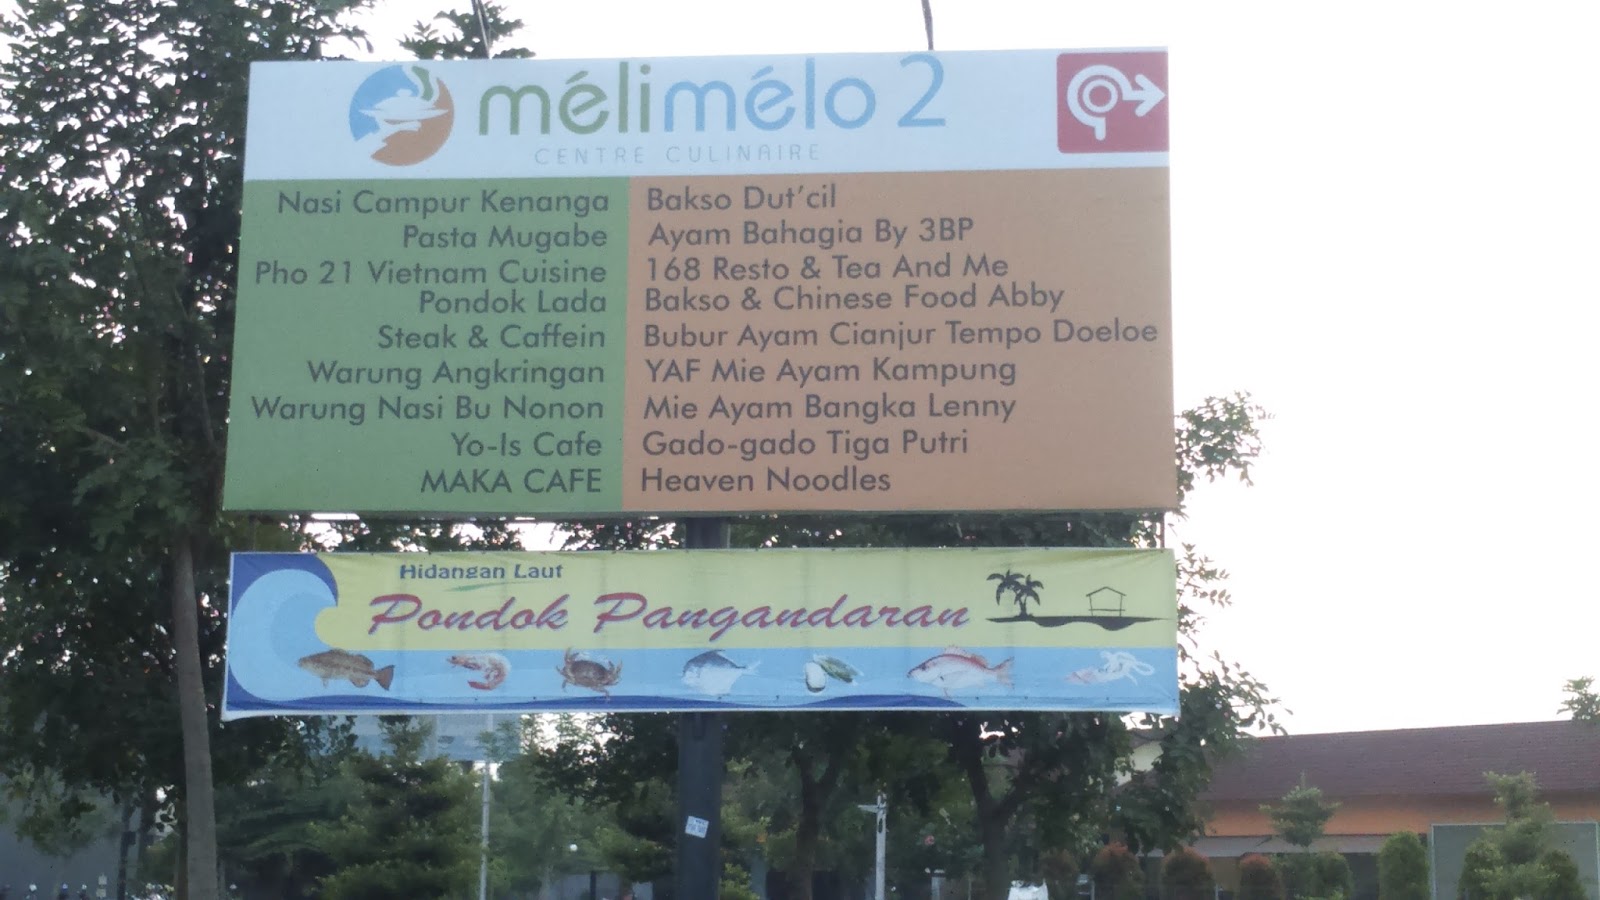 mélimélo 2
CENTRE CULINAIRE
Nasi Campur Kenanga
Pasta Mugabe
Pho 21 Vietnam Cuisine
Pondok Lada
Steak & Caffein
Warung Angkringan
Warung Nasi Bu Nonon
Yo-Is Cafe
MAKA CAFE
Bakso Dut'cil
Ayam Bahagia By 3BP
168 Resto & Tea And Me
Bakso & Chinese Food Abby
Bubur Ayam Cianjur Tempo Doeloe
YAF Mie Ayam Kampung
Mie Ayam Bangka Lenny
Gado-gado Tiga Putri
Heaven Noodles
Hidangan Laut
Pondok Pangandaran